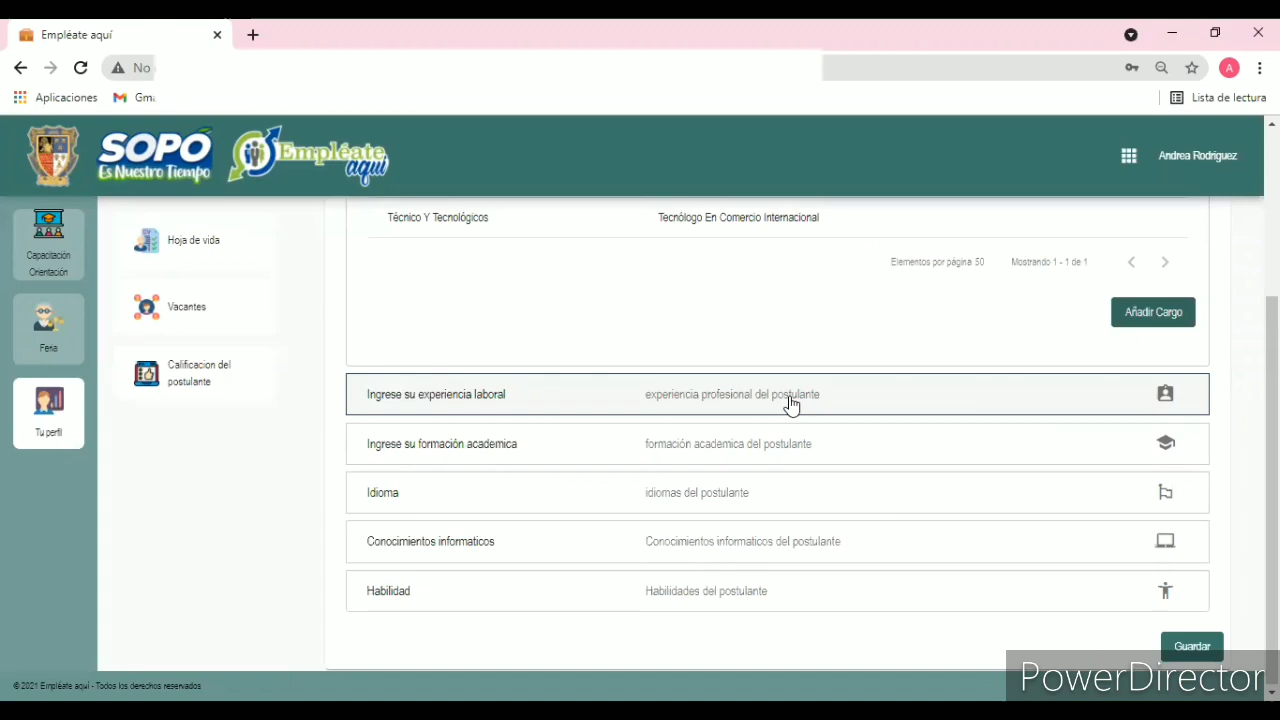 Empléate aquí
No
A
Aplicaciones
Lista de lectura
SOPÓ
Es Nuestro Tiempo
Empléate
aquí
Andrea Rodriguez
Capacitación
Orientación
Feria
Tu perfil
Hoja de vida
Vacantes
Calificacion del
postulante
Técnico Y Tecnológicos Tecnólogo En Comercio Internacional
Elementos por página 50 Mostrando 1 - 1 de 1
Añadir Cargo
Ingrese su experiencia laboral experiencia profesional del postulante
Ingrese su formación academica formación academica del postulante
Idioma idiomas del postulante
Conocimientos informaticos Conocimientos informaticos del postulante
Habilidad Habilidades del postulante
Guardar
© 2021 Empléate aquí - Todos los derechos reservados
PowerDirector